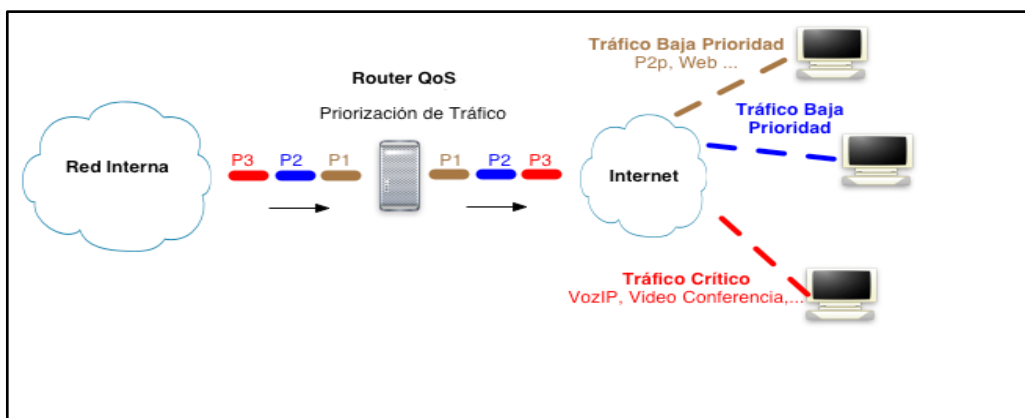 Tráfico Baja Prioridad
P2p, Web ...
Router QoS
Priorización de Tráfico
Tráfico Baja
Prioridad
Red Interna
P3 P2 P1
P1 P2 P3
Internet
Tráfico Crítico
VozIP, Video Conferencia,...